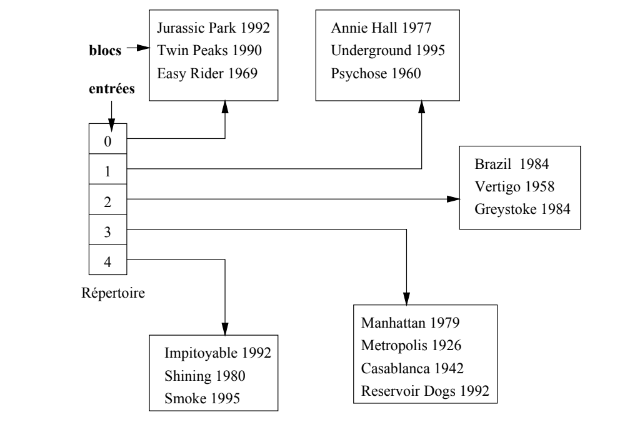 Jurassic Park 1992
Twin Peaks 1990
Easy Rider 1969
Annie Hall 1977
Underground 1995
Psychose 1960
blocs
entrées
0
1
2
3
4
Répertoire
Brazil 1984
Vertigo 1958
Greystoke 1984
Impitoyable 1992
Shining 1980
Smoke 1995
Manhattan 1979
Metropolis 1926
Casablanca 1942
Reservoir Dogs 1992